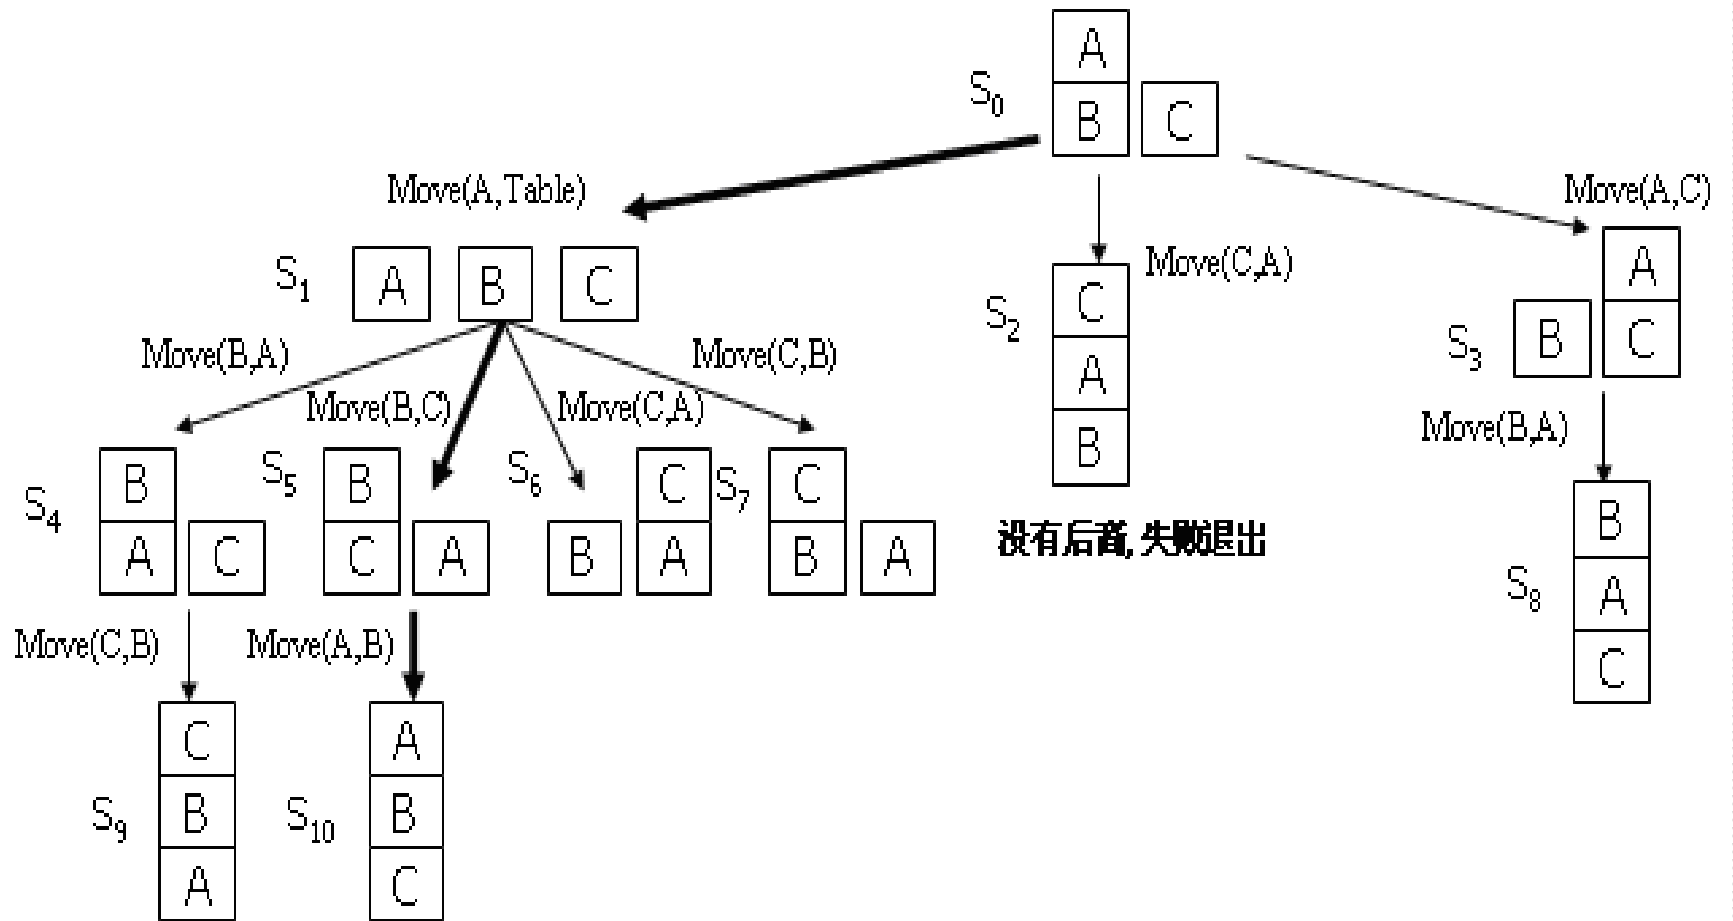 A
S0
B C
Move(A,Table)
Move(A,C)
S1 A B C
Move(C,A)
A
S2
C
A
B
S3 B C
Move(B,A)
Move(C,B)
Move(B,C)
Move(C,A)
Move(B,A)
S4
B
A C
S5
B
C A
S6
C
B A
S7
C
B A
没有后裔,失败退出
S8
B
A
C
Move(C,B)
Move(A,B)
S9
C
B
A
S10
A
B
C